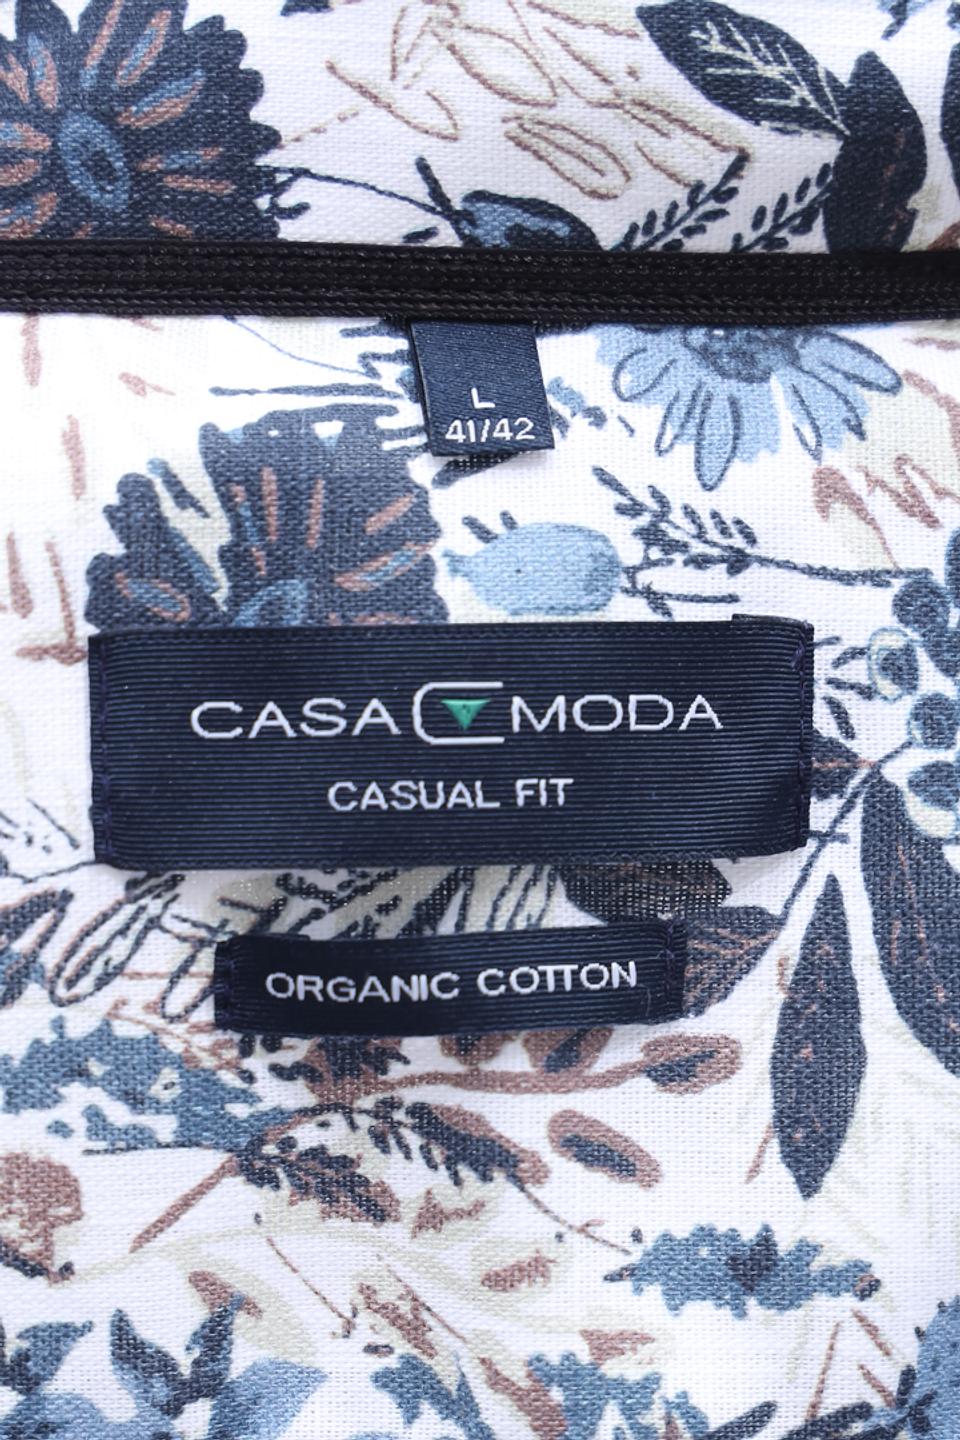 L
41/42
CASA MODA
CASUAL FIT
ORGANIC COTTON